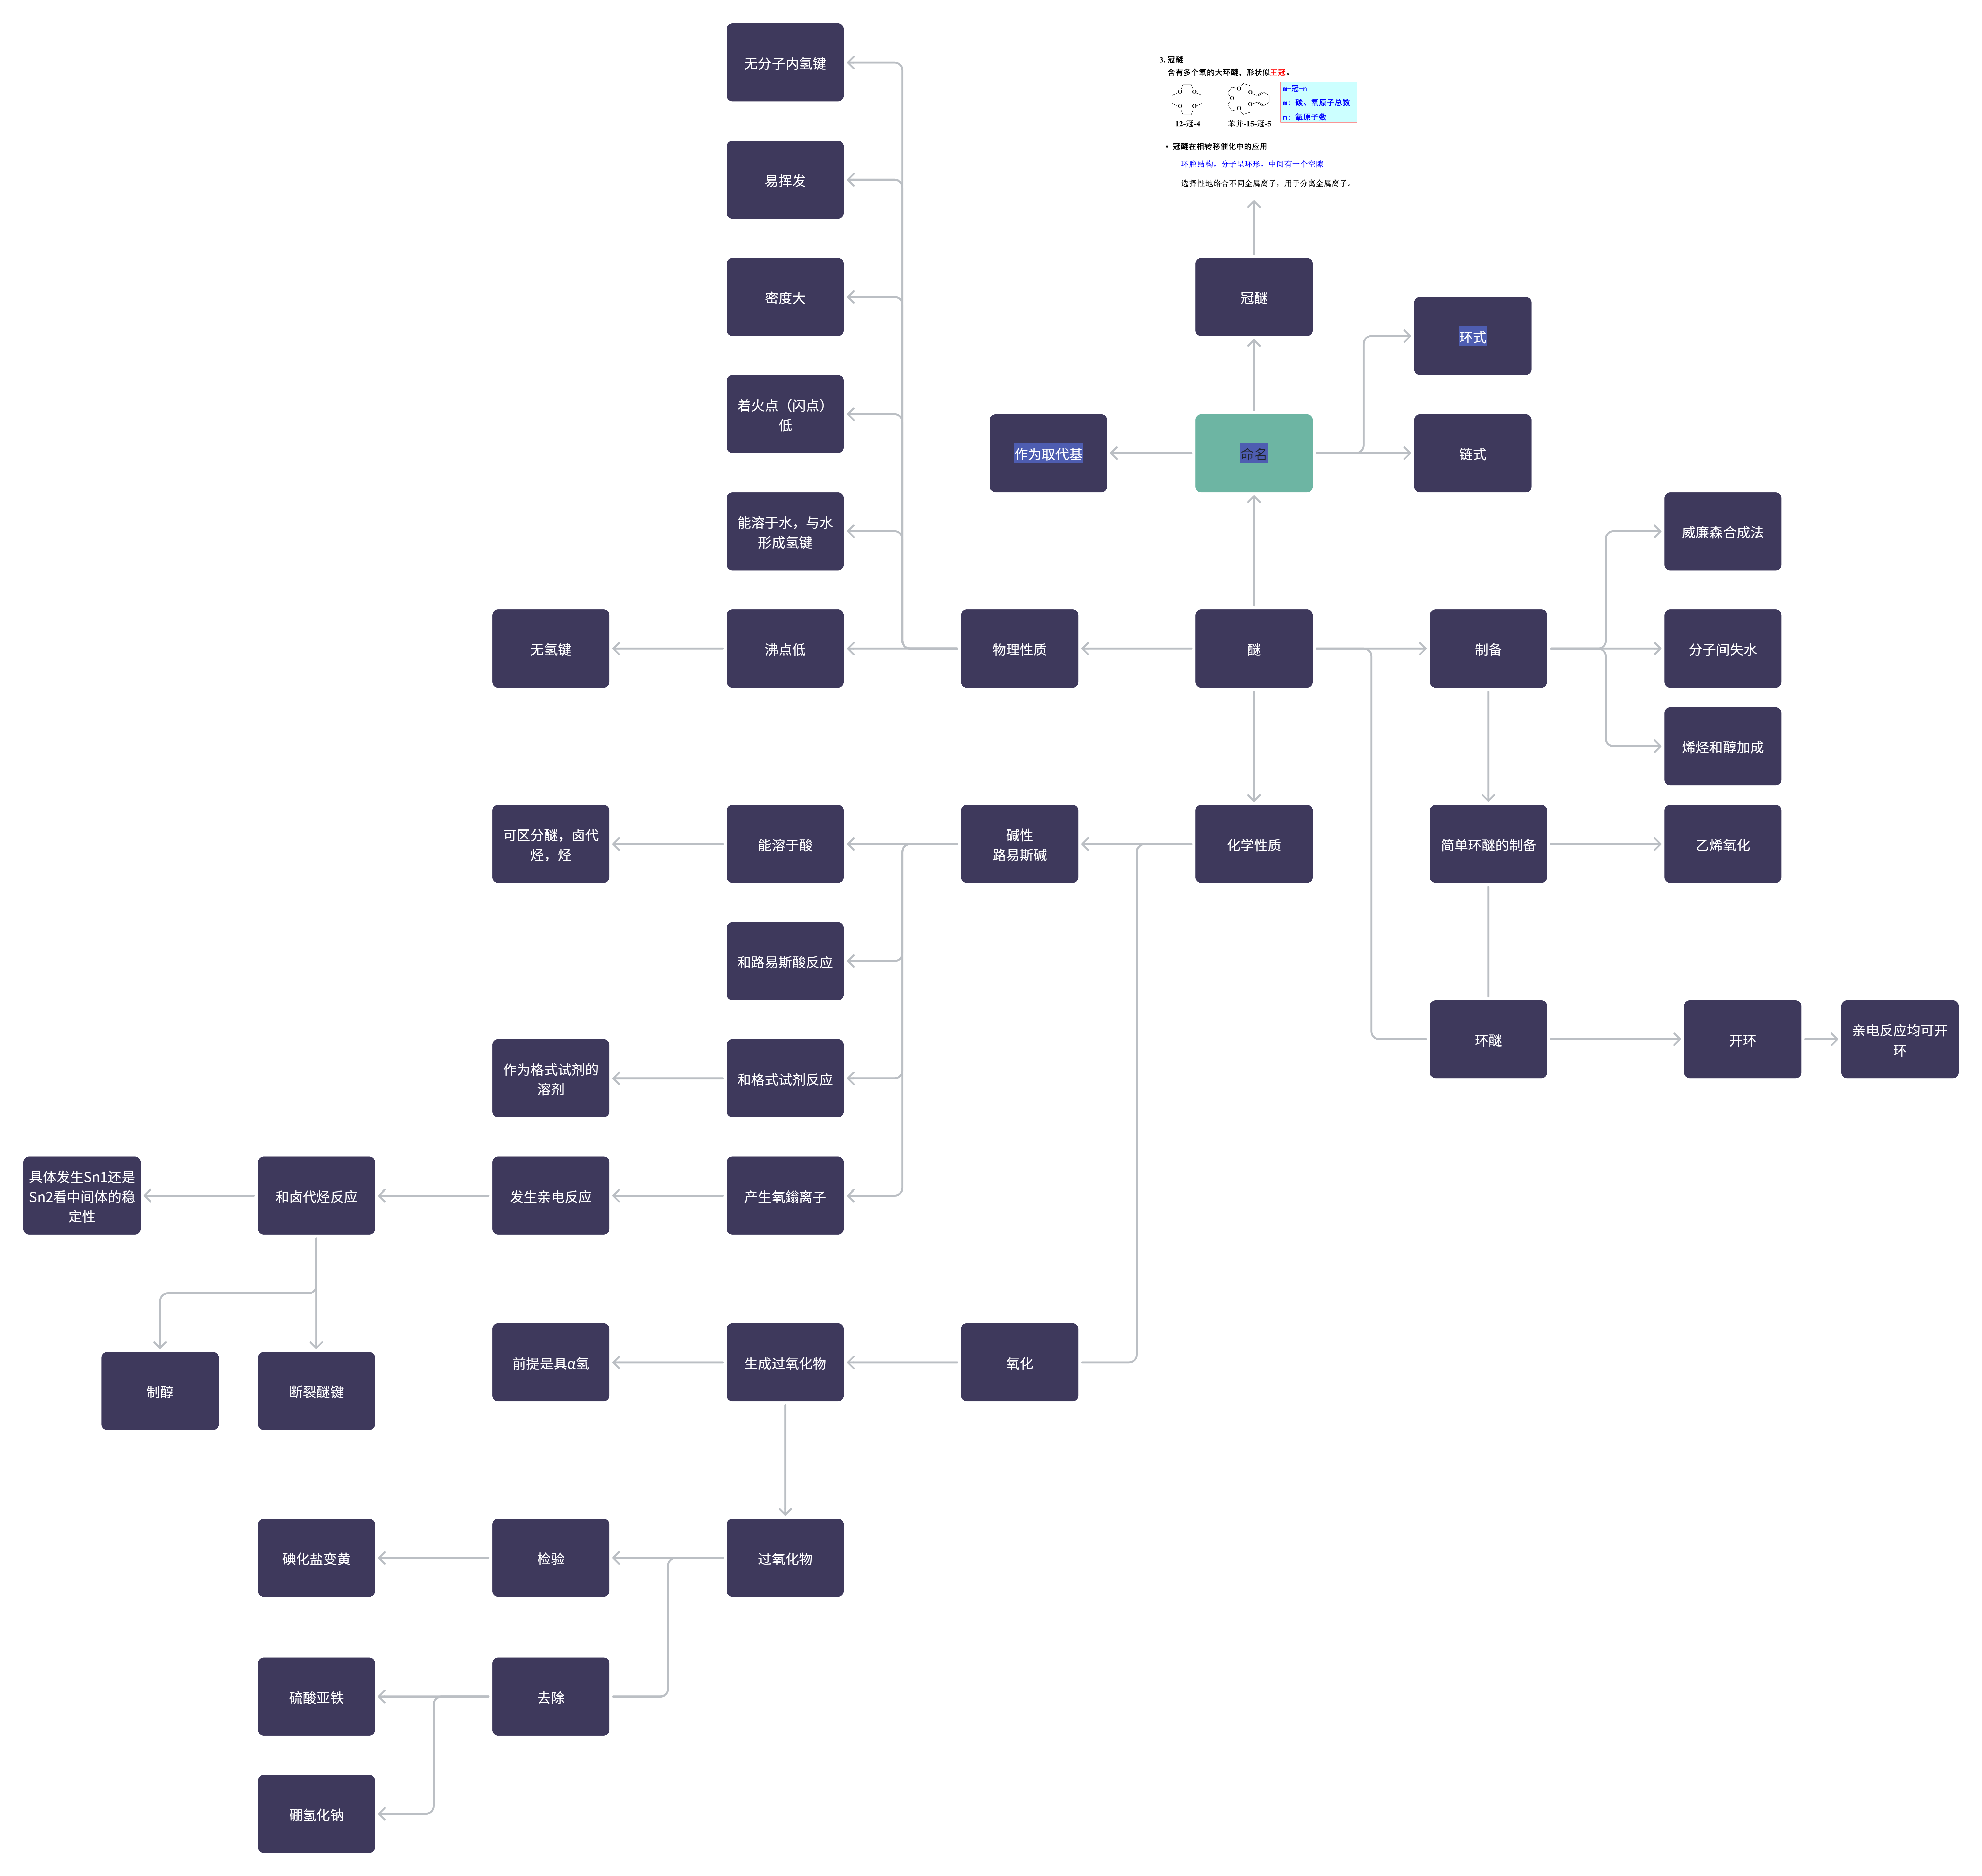 无分子内氢键
3. 冠醚
含有多个氧的大环醚，形状似王冠。
O O O O
O O O O O
m-冠-n
m: 碳、氧原子总数
n: 氧原子数
12-冠-4
苯并-15-冠-5
• 冠醚在相转移催化中的应用
环腔结构，分子呈环形，中间有一个空隙
选择性地络合不同金属离子，用于分离金属离子。
易挥发
密度大
冠醚
环式
着火点（闪点）
低
作为取代基
命名
链式
能溶于水，与水
形成氢键
威廉森合成法
无氢键
沸点低
物理性质
醚
制备
分子间失水
烯烃和醇加成
可区分醚，卤代
烃，烃
能溶于酸
碱性
路易斯碱
化学性质
简单环醚的制备
乙烯氧化
和路易斯酸反应
环醚
开环
亲电反应均可开
环
作为格式试剂的
溶剂
和格式试剂反应
具体发生Sn1还是
Sn2看中间体的稳
定性
和卤代烃反应
发生亲电反应
产生氧鎓离子
制醇
断裂醚键
前提是具α氢
生成过氧化物
氧化
碘化盐变黄
检验
过氧化物
硫酸亚铁
去除
硼氢化钠